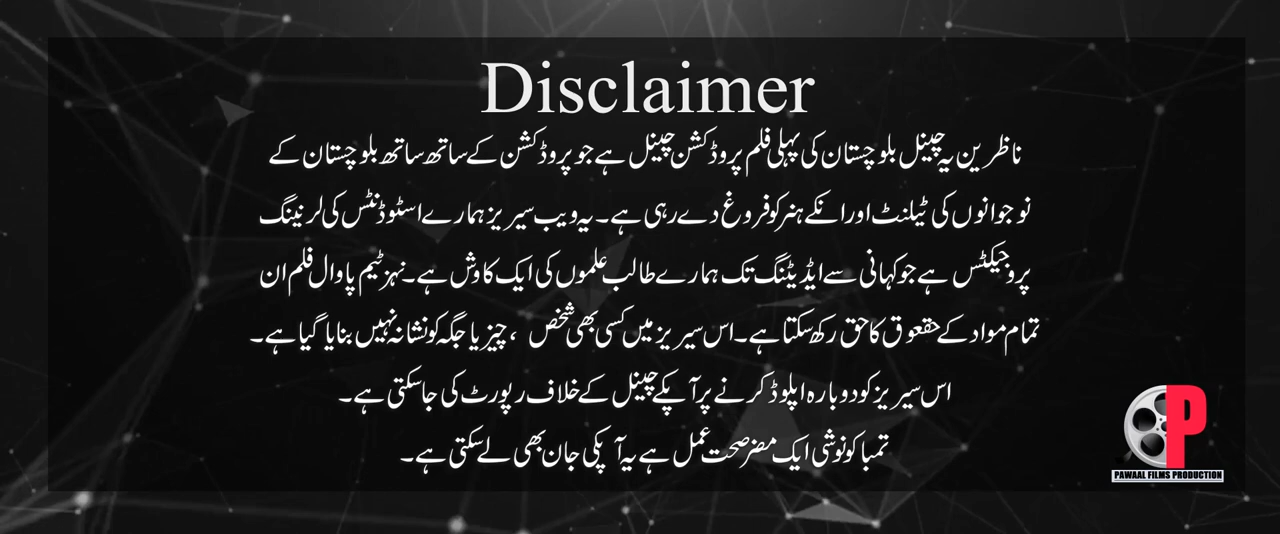 Disclaimer
ناظرین یہ چینل بلوچستان کی پہلی فلم پروڈکشن چینل ہے جو پروڈکشن کے ساتھ ساتھ بلوچستان کے
نوجوانوں کی ٹیلنٹ اور انکے ہنر کو فروغ دے رہی ہے۔ یہ ویب سیریز ہمارے اسٹوڈنٹس کی لرنینگ
پروجیکٹس ہے جو کہانی سے ایڈیٹنگ تک ہمارے طالب علموں کی ایک کاوش ہے۔ نہز ٹیم پاوال فلم ان
تمام مواد کے حقعوق کا حق رکھ سکتا ہے۔ اس سیریز میں کسی بھی شخص ، چیز یا جگہ کو نشانہ نہیں بنایا گیا ہے۔
اس سیریز کو دوبارہ اپلوڈ کرنے پر آپکے چینل کے خلاف رپورٹ کی جاسکتی ہے۔
تمباکو نوشی ایک مضر صحت عمل ہے یہ آپکی جان بھی لے سکتی ہے۔
P
PAWAAL FILMS PRODUCTION